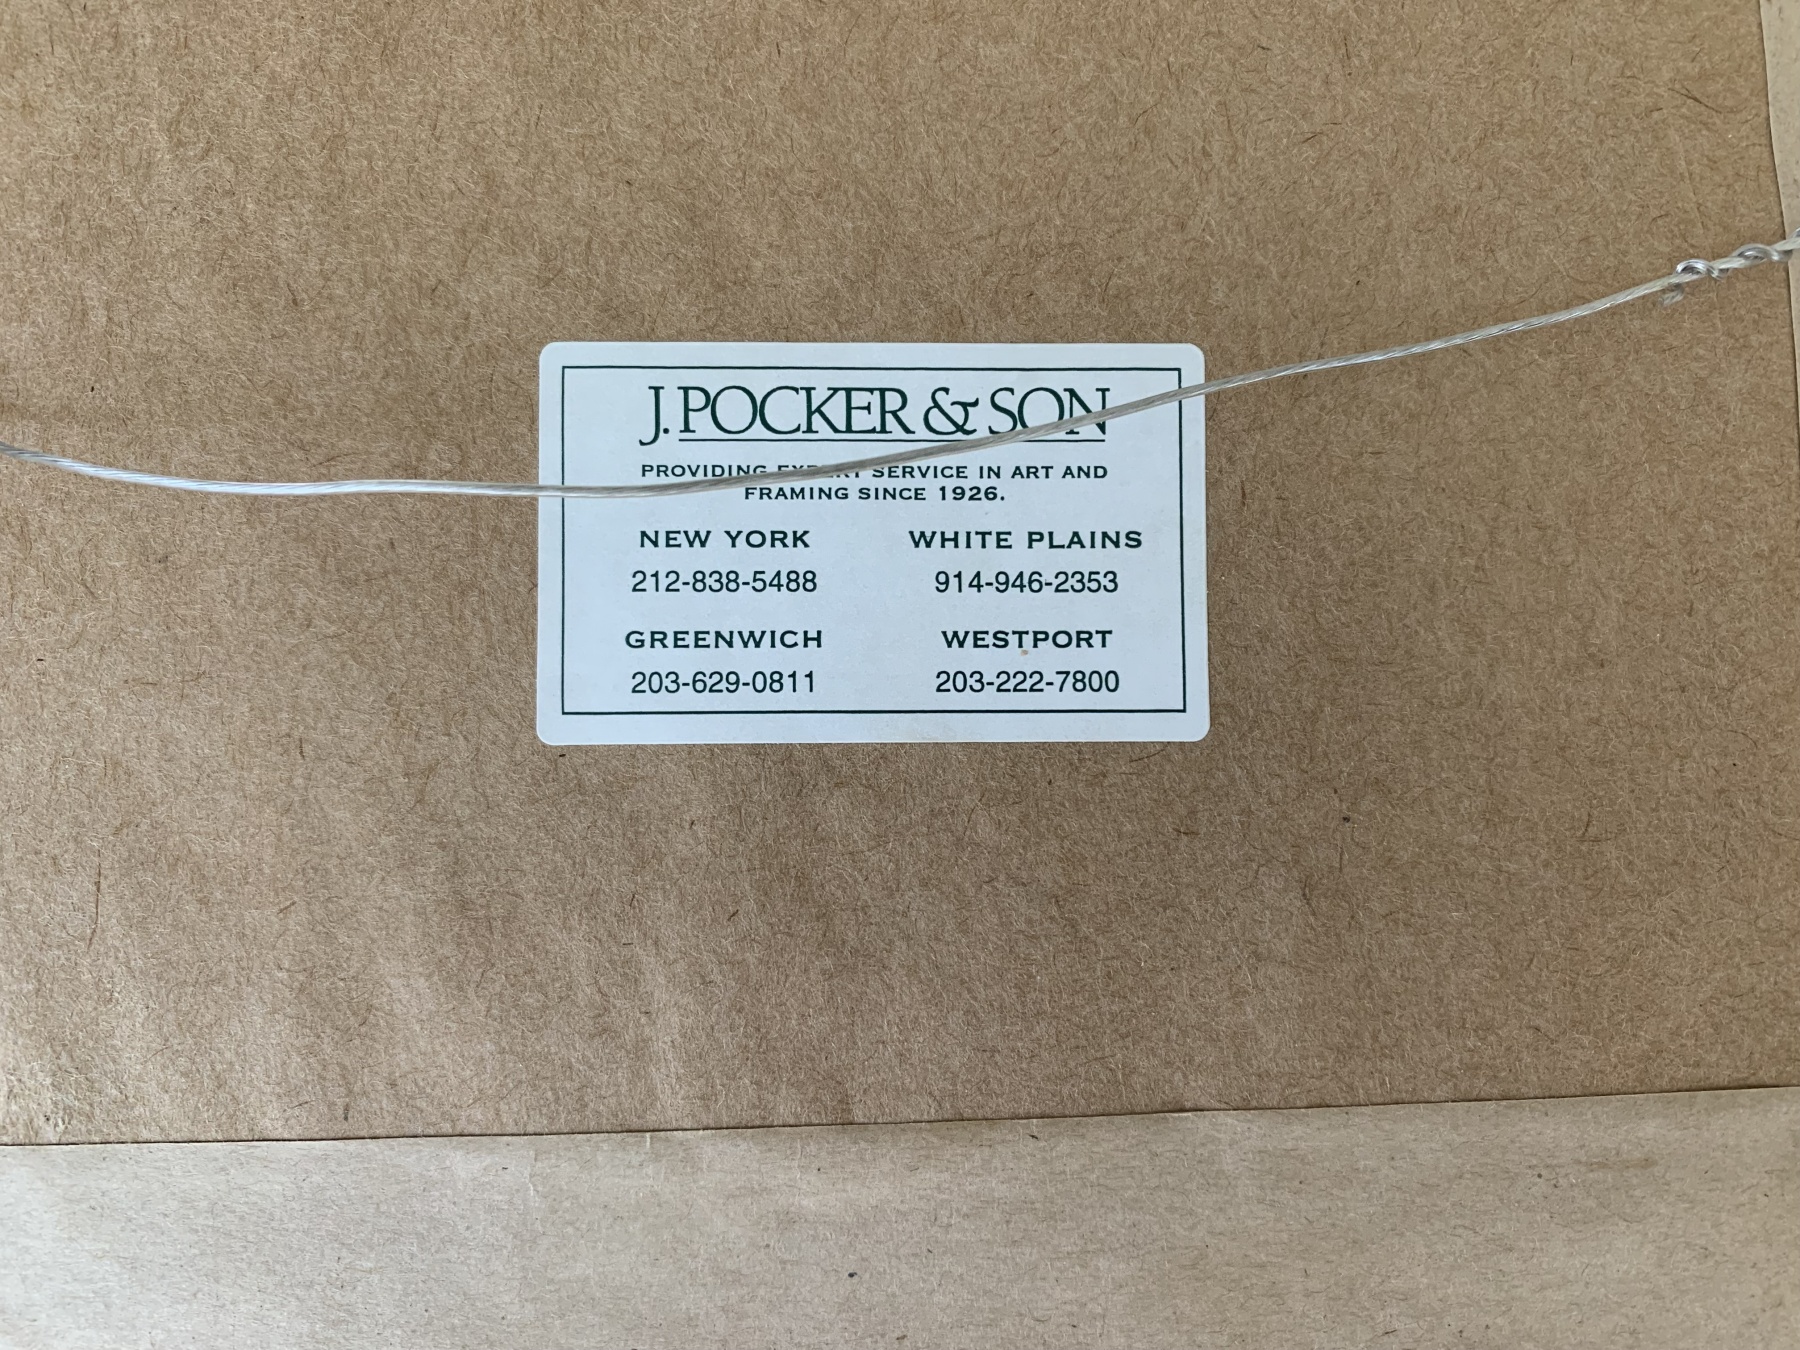 J. POCKER & SON
PROVIDING EXPERT SERVICE IN ART AND
FRAMING SINCE 1926.
NEW YORK WHITE PLAINS
212-838-5488 914-946-2353
GREENWICH WESTPORT
203-629-0811 203-222-7800